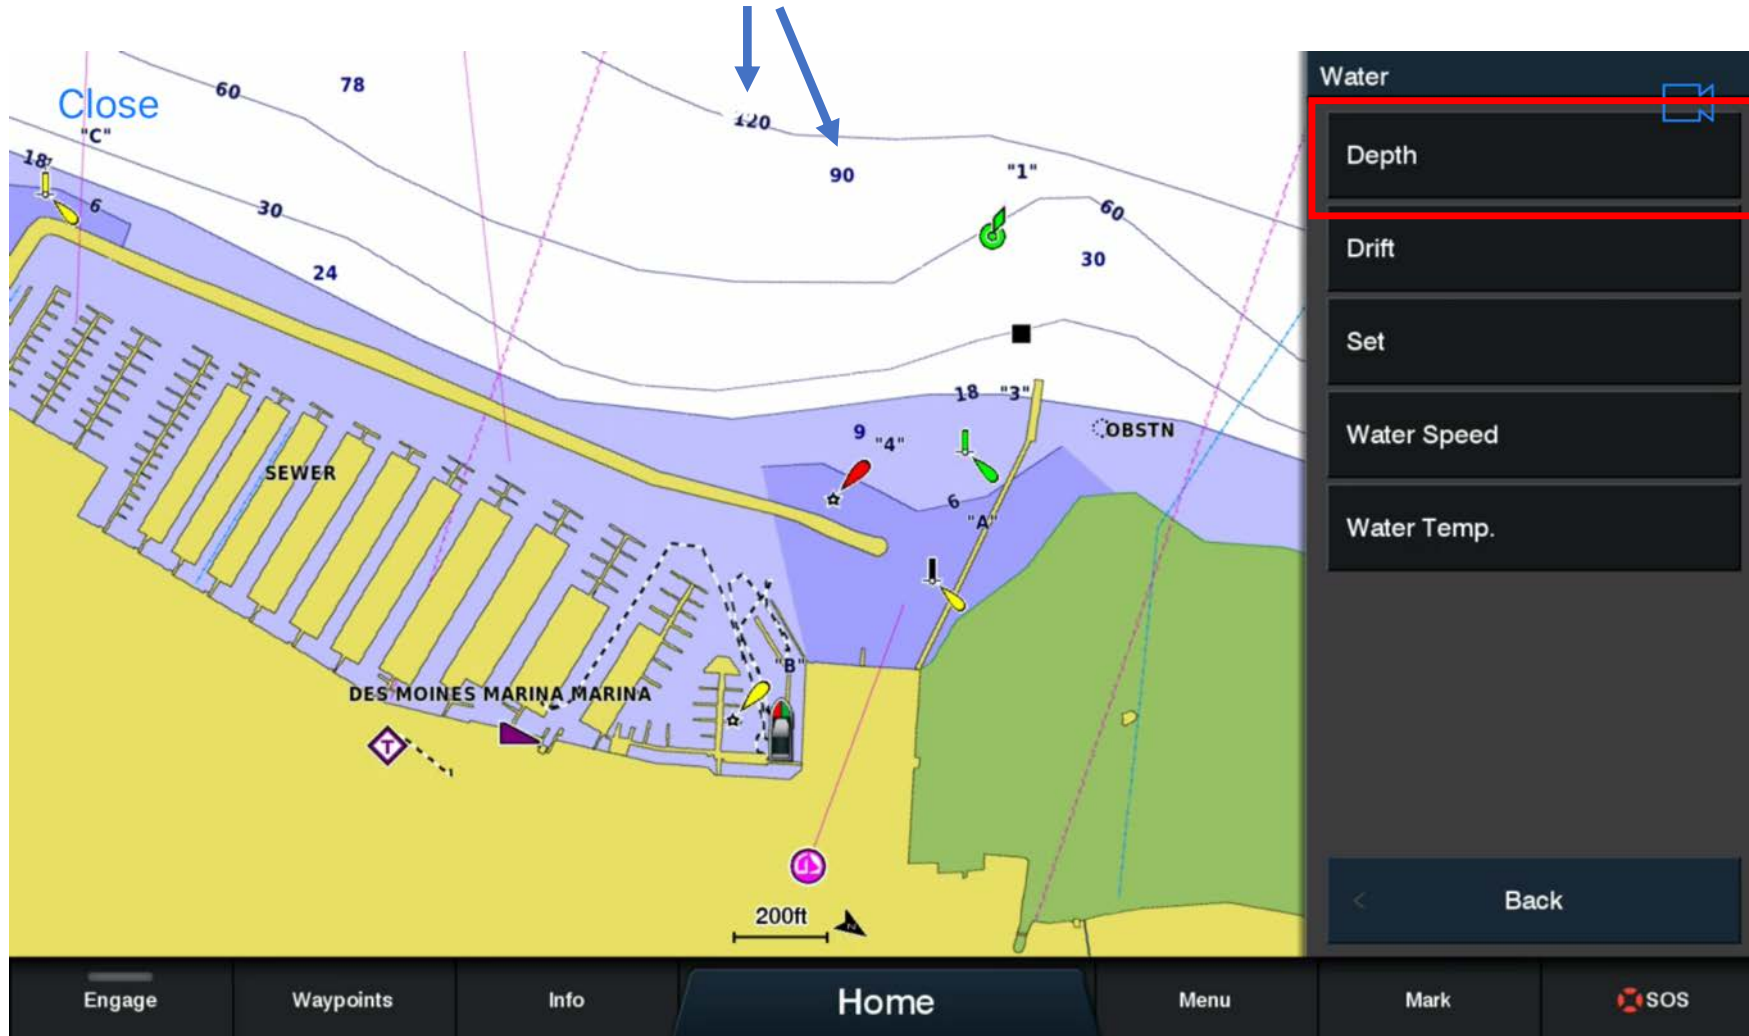 Water
Close
"C"
60
78
120
90
"1"
Depth
18
6
30
60
24
30
Drift
Set
18
"3"
9
"4"
OBSTN
Water Speed
SEWER
6
"A"
Water Temp.
"B"
DES MOINES MARINA MARINA
T
200ft
N
< Back
Engage
Waypoints
Info
Home
Menu
Mark
SOS